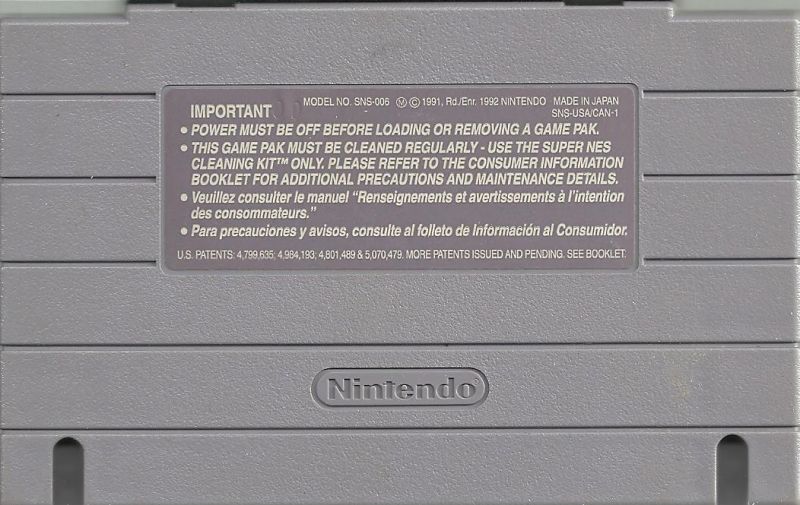 IMPORTANT MODEL NO. SNS-006 Ⓜ © 1991, Rd./Enr. 1992 NINTENDO MADE IN JAPAN
SNS-USA/CAN-1
• POWER MUST BE OFF BEFORE LOADING OR REMOVING A GAME PAK.
• THIS GAME PAK MUST BE CLEANED REGULARLY - USE THE SUPER NES
CLEANING KIT™ ONLY. PLEASE REFER TO THE CONSUMER INFORMATION
BOOKLET FOR ADDITIONAL PRECAUTIONS AND MAINTENANCE DETAILS.
• Veuillez consulter le manuel “Renseignements et avertissements à l’intention
des consommateurs.”
• Para precauciones y avisos, consulte al folleto de Información al Consumidor.
U.S. PATENTS: 4,799,635; 4,984,193; 4,801,489 & 5,070,479. MORE PATENTS ISSUED AND PENDING. SEE BOOKLET.
Nintendo®